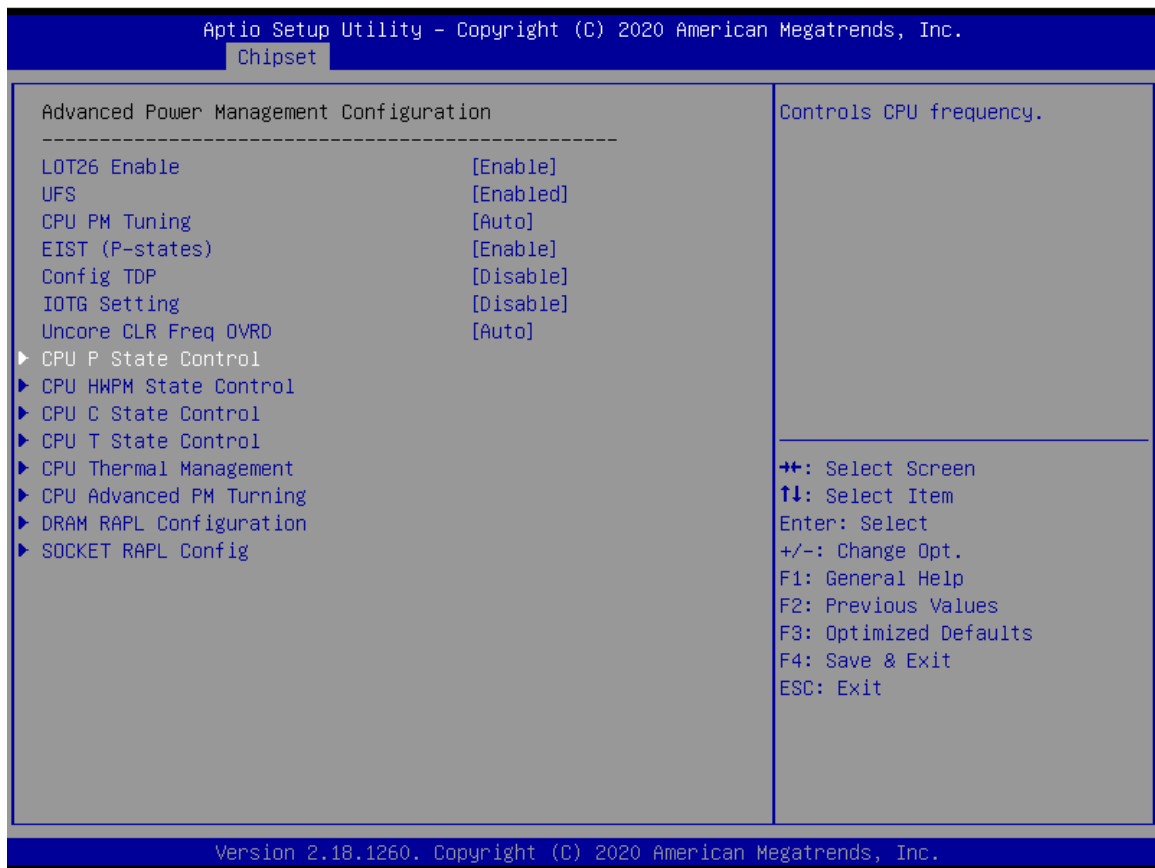 Aptio Setup Utility – Copyright (C) 2020 American Megatrends, Inc.
Chipset
Advanced Power Management Configuration
--------------------------------------------------
LOT26 Enable [Enable]
UFS [Enabled]
CPU PM Tuning [Auto]
EIST (P-states) [Enable]
Config TDP [Disable]
IOTG Setting [Disable]
Uncore CLR Freq OVRD [Auto]
▶ CPU P State Control
▶ CPU HWPM State Control
▶ CPU C State Control
▶ CPU T State Control
▶ CPU Thermal Management
▶ CPU Advanced PM Turning
▶ DRAM RAPL Configuration
▶ SOCKET RAPL Config
Controls CPU frequency.
→←: Select Screen
↑↓: Select Item
Enter: Select
+/-: Change Opt.
F1: General Help
F2: Previous Values
F3: Optimized Defaults
F4: Save & Exit
ESC: Exit
Version 2.18.1260. Copyright (C) 2020 American Megatrends, Inc.